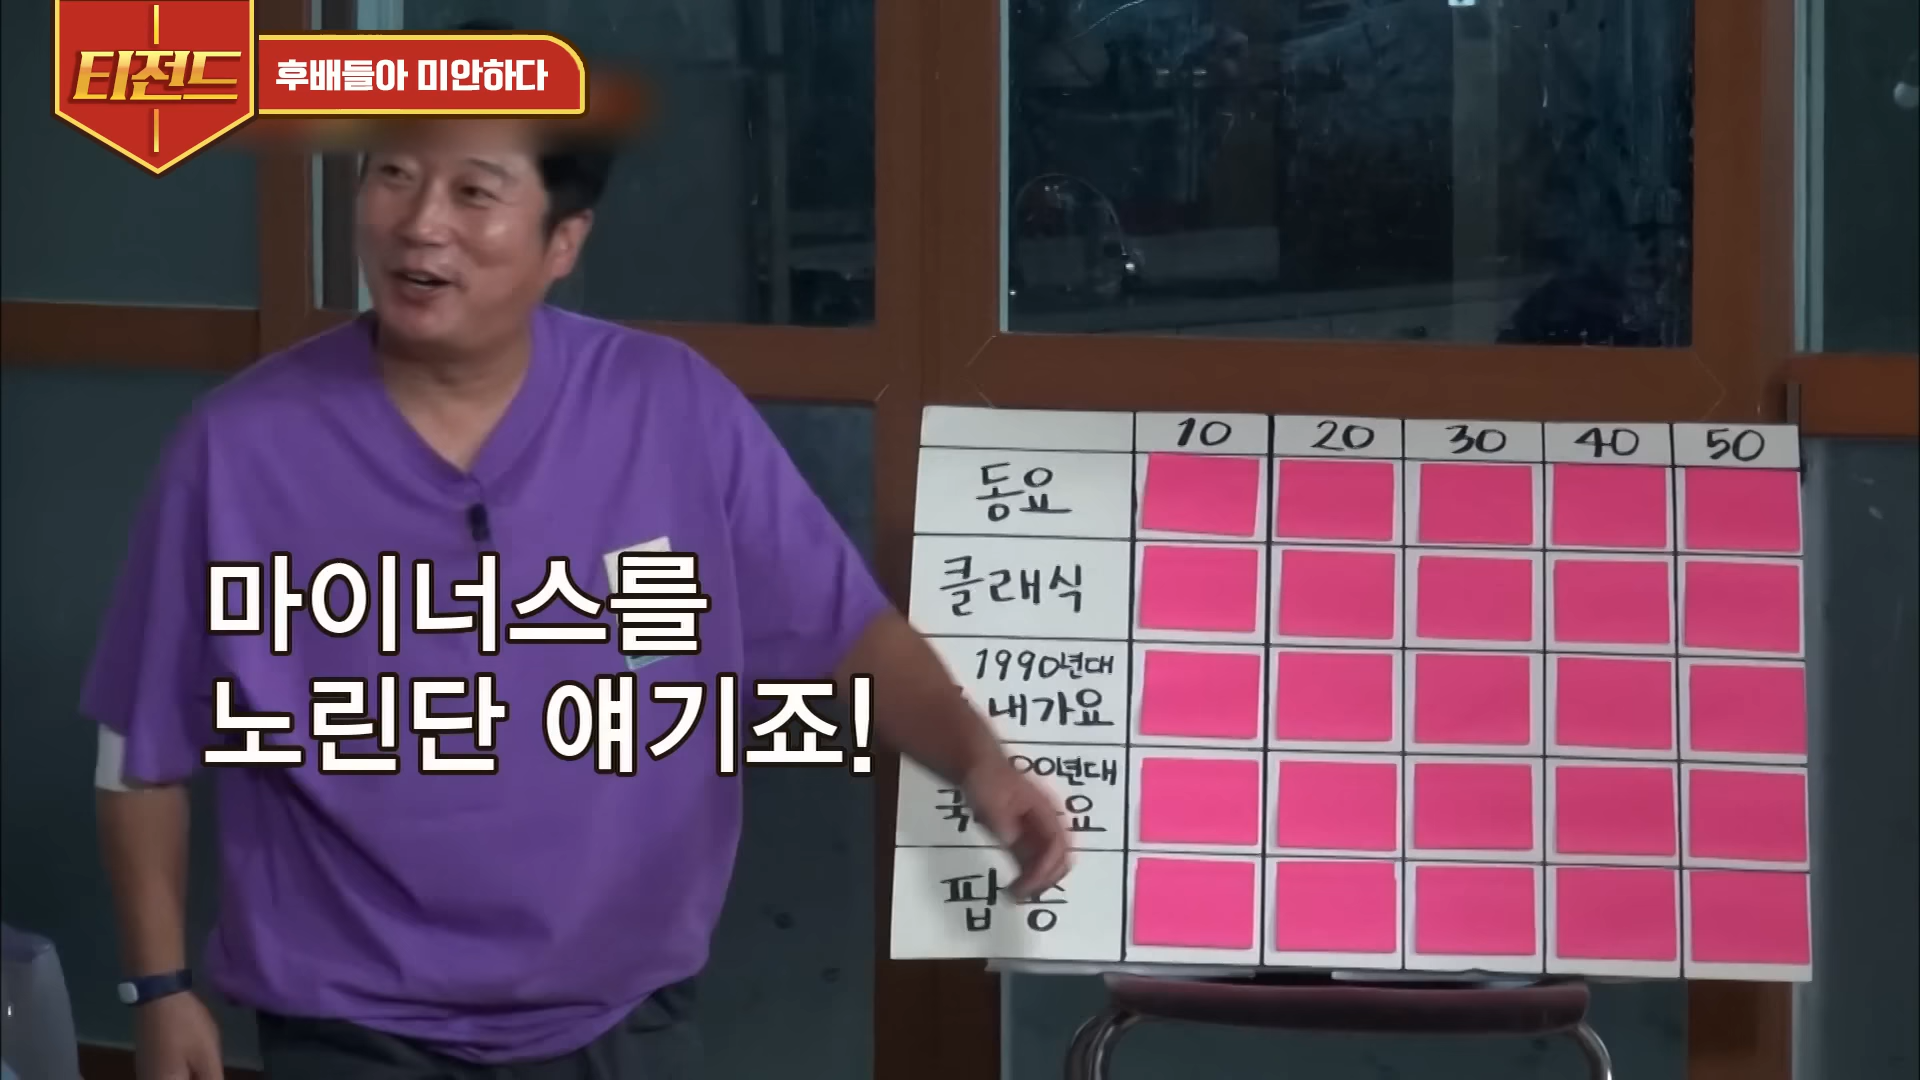 티전드
후배들아 미안하다
마이너스를
노린단 얘기죠!
10 20 30 40 50
동요
클래식
1990년대
내가요
00년대
국 요
팝송